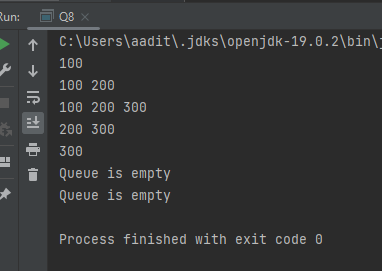 Run: Q8
C:\Users\aadit\.jdks\openjdk-19.0.2\bin\j
100
100 200
100 200 300
200 300
300
Queue is empty
Queue is empty
Process finished with exit code 0